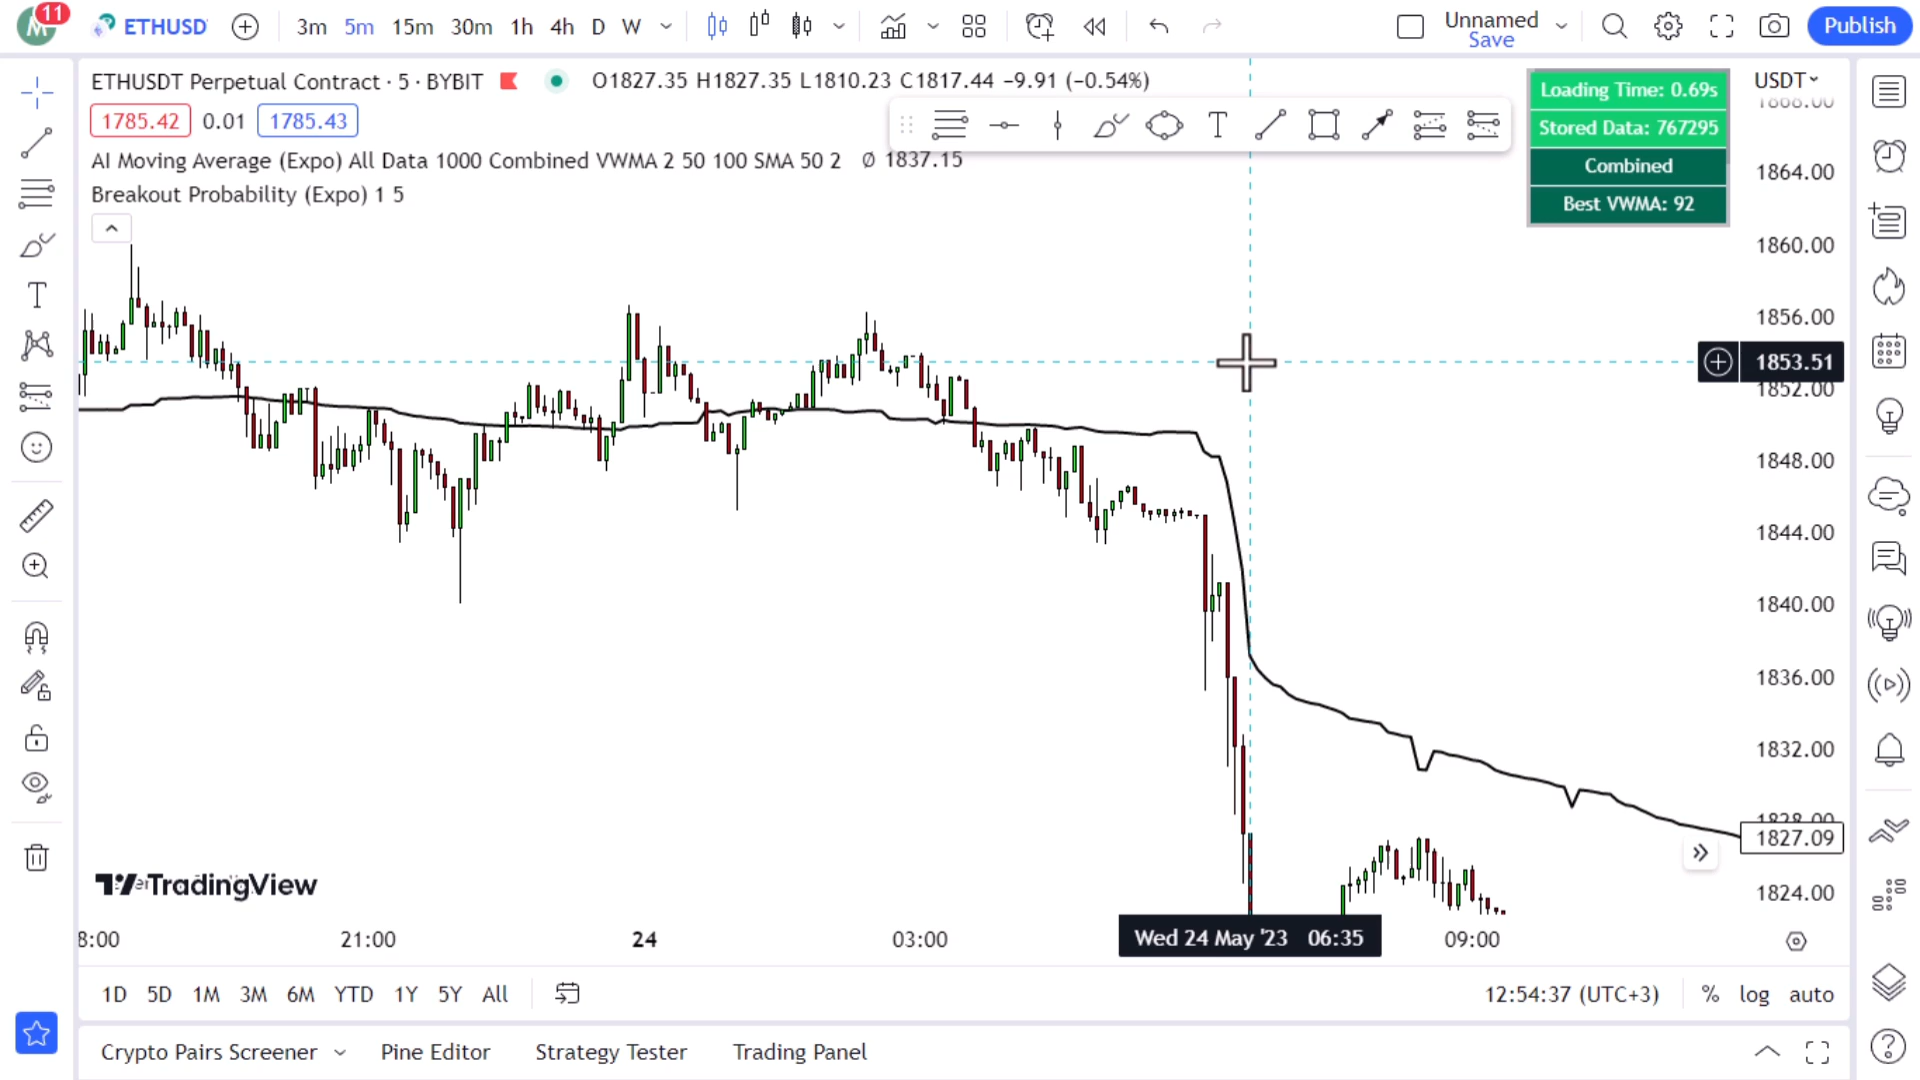 11
M
ETHUSD
3m 5m 15m 30m 1h 4h D W
Unnamed
Save
Publish
ETHUSDT Perpetual Contract · 5 · BYBIT
O1827.35 H1827.35 L1810.23 C1817.44 −9.91 (−0.54%)
1785.42 0.01 1785.43
AI Moving Average (Expo) All Data 1000 Combined VWMA 2 50 100 SMA 50 2 Ø 1837.15
Breakout Probability (Expo) 1 5
T
T
Loading Time: 0.69s
Stored Data: 767295
Combined
Best VWMA: 92
USDT
1868.00
1864.00
1860.00
1856.00
1853.51
1852.00
1848.00
1844.00
1840.00
1836.00
1832.00
1828.00
1827.09
1824.00
TradingView
8:00 21:00 24 03:00 Wed 24 May '23 06:35 09:00
1D 5D 1M 3M 6M YTD 1Y 5Y All
12:54:37 (UTC+3) % log auto
Crypto Pairs Screener Pine Editor Strategy Tester Trading Panel